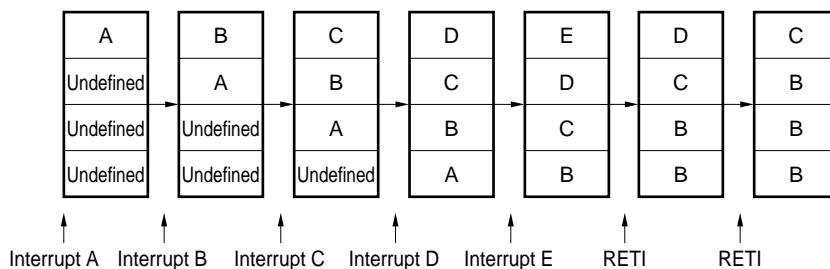 A B C D E D C
Undefined A B C D C B
Undefined Undefined A B C B B
Undefined Undefined Undefined A B B B
Interrupt A Interrupt B Interrupt C Interrupt D Interrupt E RETI RETI